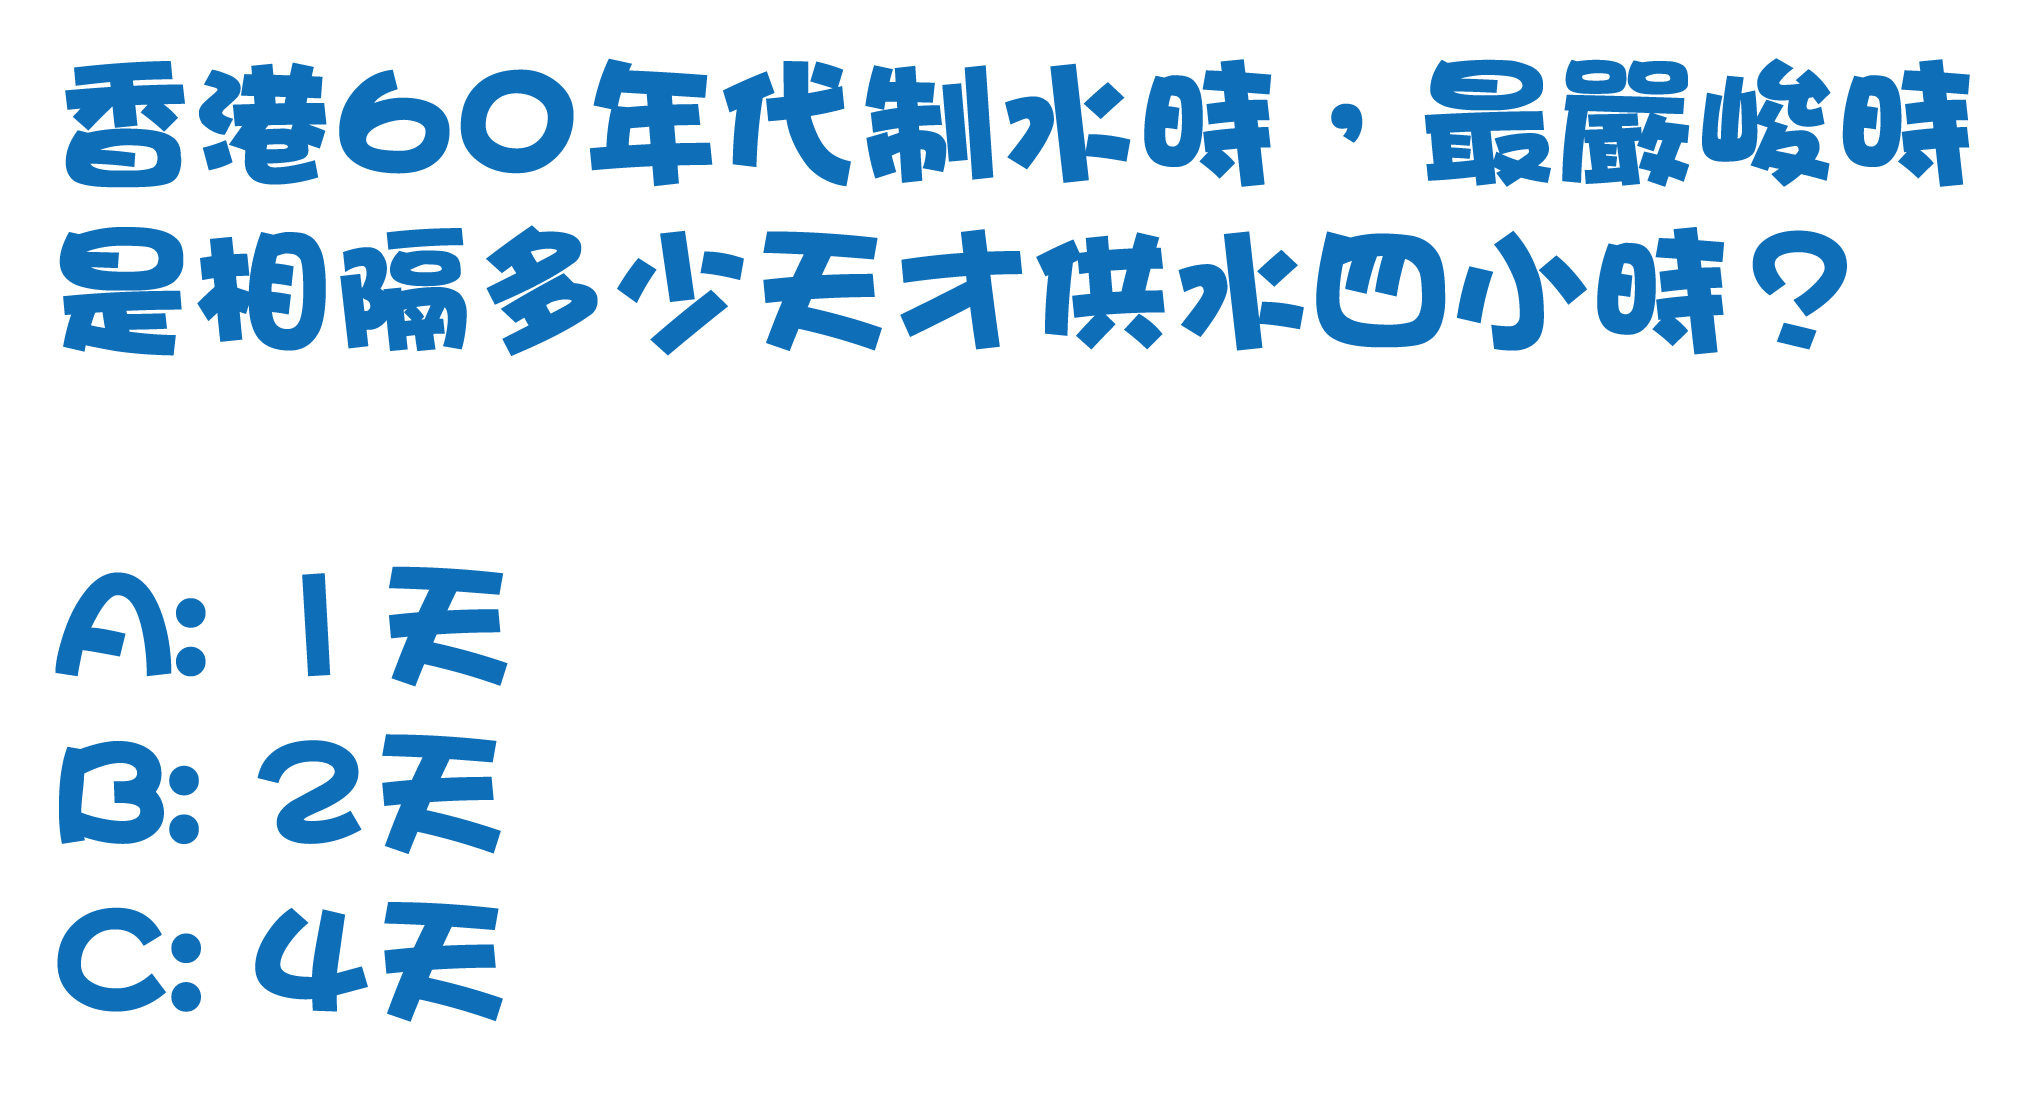 香港60年代制水時，最嚴峻時
是相隔多少天才供水四小時？
A: 1天
B: 2天
C: 4天